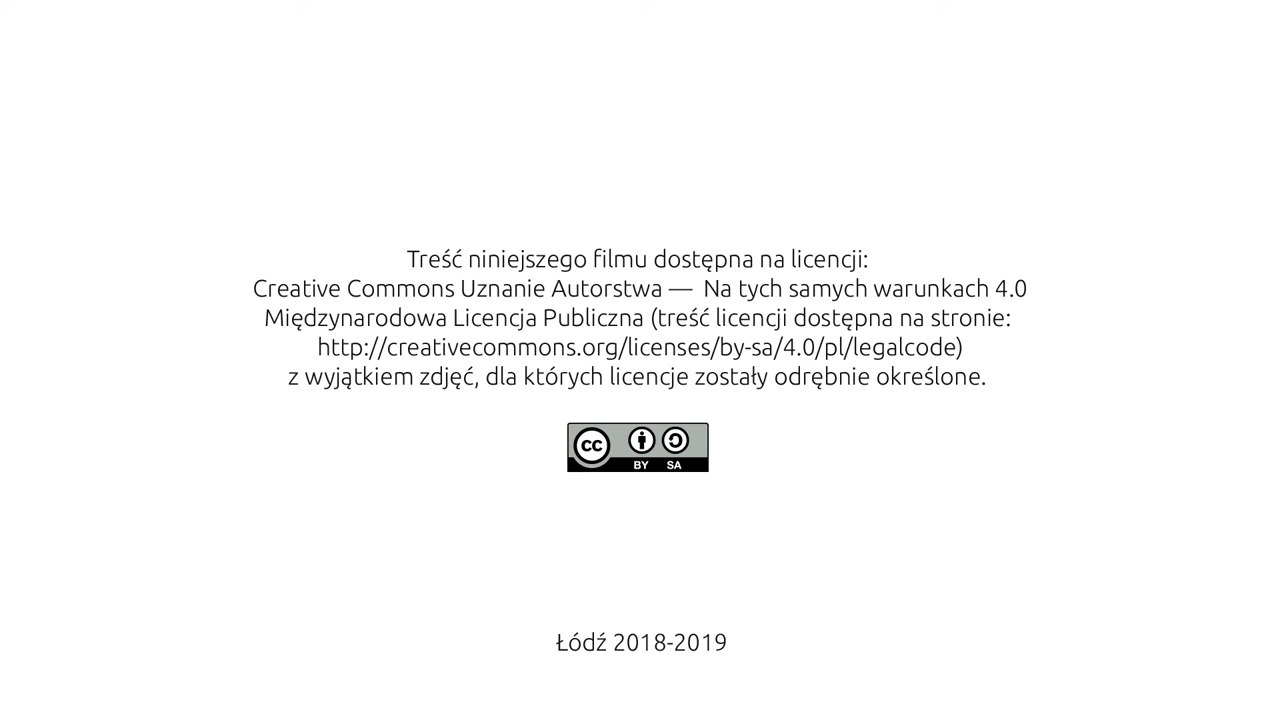 Treść niniejszego filmu dostępna na licencji:
Creative Commons Uznanie Autorstwa — Na tych samych warunkach 4.0
Międzynarodowa Licencja Publiczna (treść licencji dostępna na stronie:
http://creativecommons.org/licenses/by-sa/4.0/pl/legalcode)
z wyjątkiem zdjęć, dla których licencje zostały odrębnie określone.
cc BY SA
Łódź 2018-2019